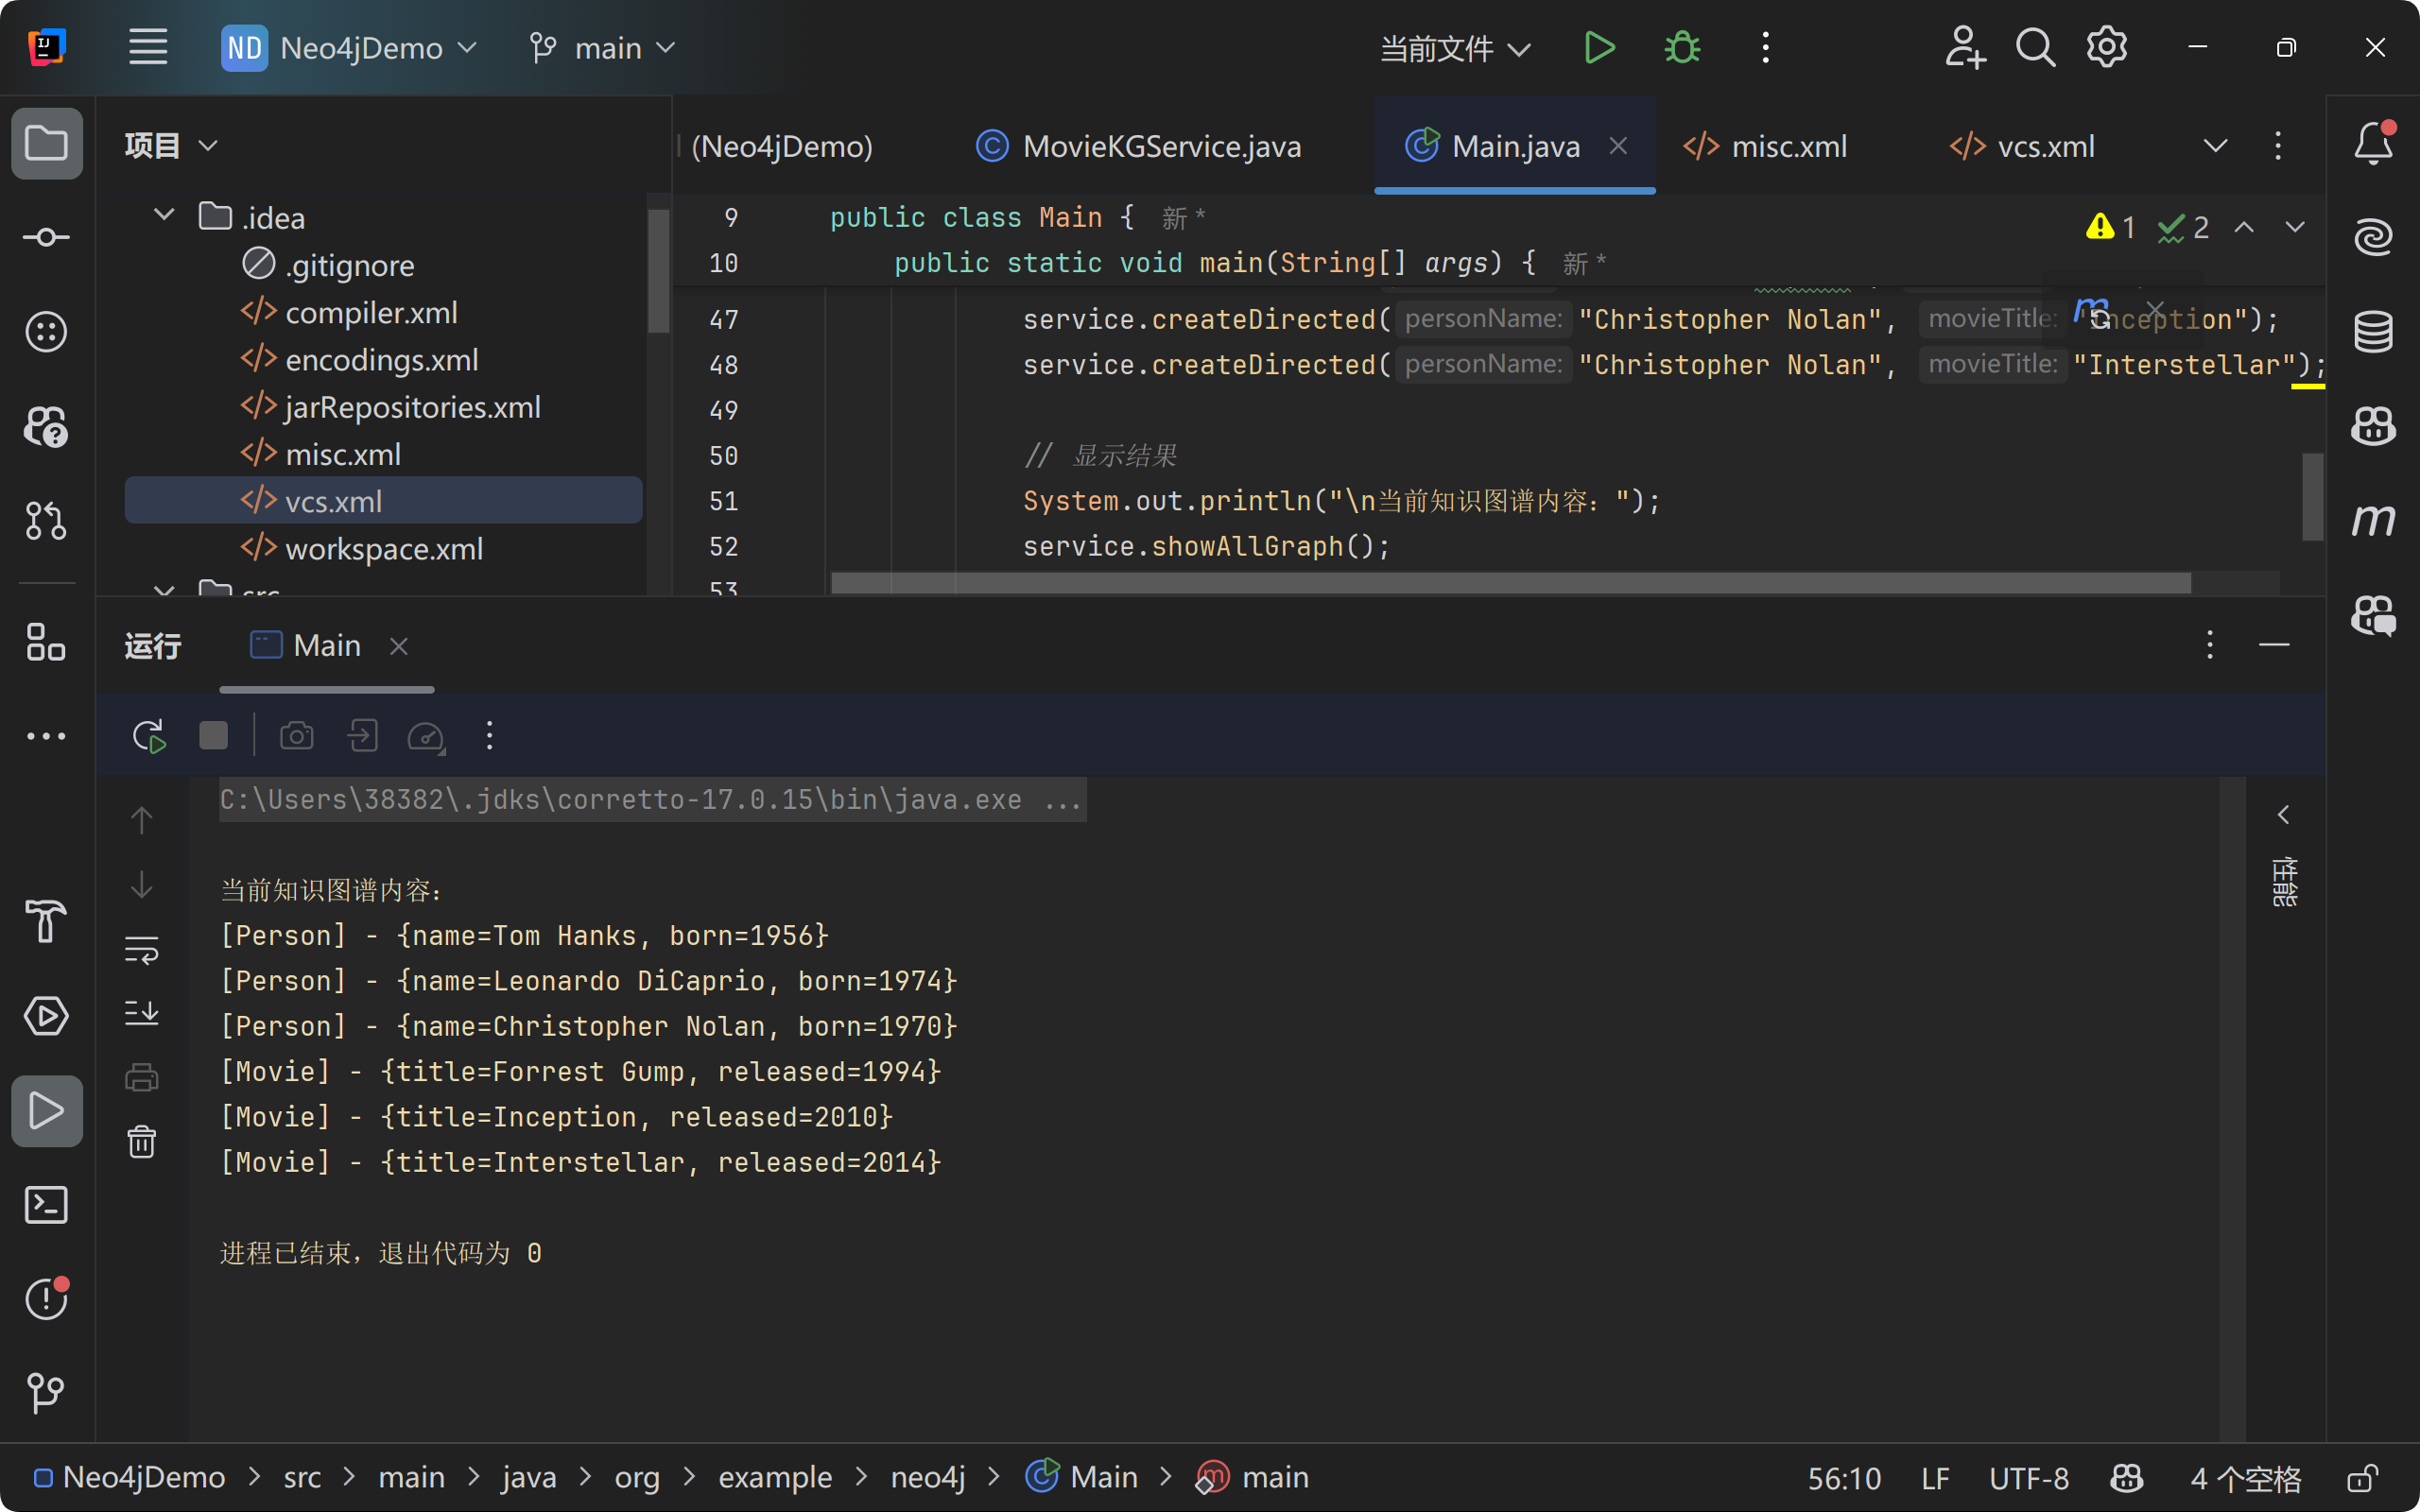 ND Neo4jDemo main 当前文件
项目
(Neo4jDemo) MovieKGService.java Main.java misc.xml vcs.xml
.idea
.gitignore
compiler.xml
encodings.xml
jarRepositories.xml
misc.xml
vcs.xml
workspace.xml
src
9 public class Main { 新 *
10 public static void main(String[] args) { 新 *
1 2
47 service.createDirected( personName: "Christopher Nolan", movieTitle: "Inception");
48 service.createDirected( personName: "Christopher Nolan", movieTitle: "Interstellar");
49
50 // 显示结果
51 System.out.println("\n当前知识图谱内容：");
52 service.showAllGraph();
53
运行 Main
C:\Users\38382\.jdks\corretto-17.0.15\bin\java.exe ...
当前知识图谱内容：
[Person] - {name=Tom Hanks, born=1956}
[Person] - {name=Leonardo DiCaprio, born=1974}
[Person] - {name=Christopher Nolan, born=1970}
[Movie] - {title=Forrest Gump, released=1994}
[Movie] - {title=Inception, released=2010}
[Movie] - {title=Interstellar, released=2014}
进程已结束，退出代码为 0
性能
Neo4jDemo > src > main > java > org > example > neo4j > Main > main 56:10 LF UTF-8 4 个空格